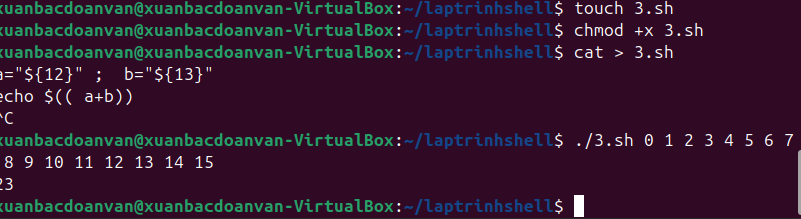 xuanbacdoanvan@xuanbacdoanvan-VirtualBox:~/laptrinhshell$ touch 3.sh
xuanbacdoanvan@xuanbacdoanvan-VirtualBox:~/laptrinhshell$ chmod +x 3.sh
xuanbacdoanvan@xuanbacdoanvan-VirtualBox:~/laptrinhshell$ cat > 3.sh
a="${12}" ;  b="${13}"
echo $(( a+b))
^C
xuanbacdoanvan@xuanbacdoanvan-VirtualBox:~/laptrinhshell$ ./3.sh 0 1 2 3 4 5 6 7
 8 9 10 11 12 13 14 15
23
xuanbacdoanvan@xuanbacdoanvan-VirtualBox:~/laptrinhshell$